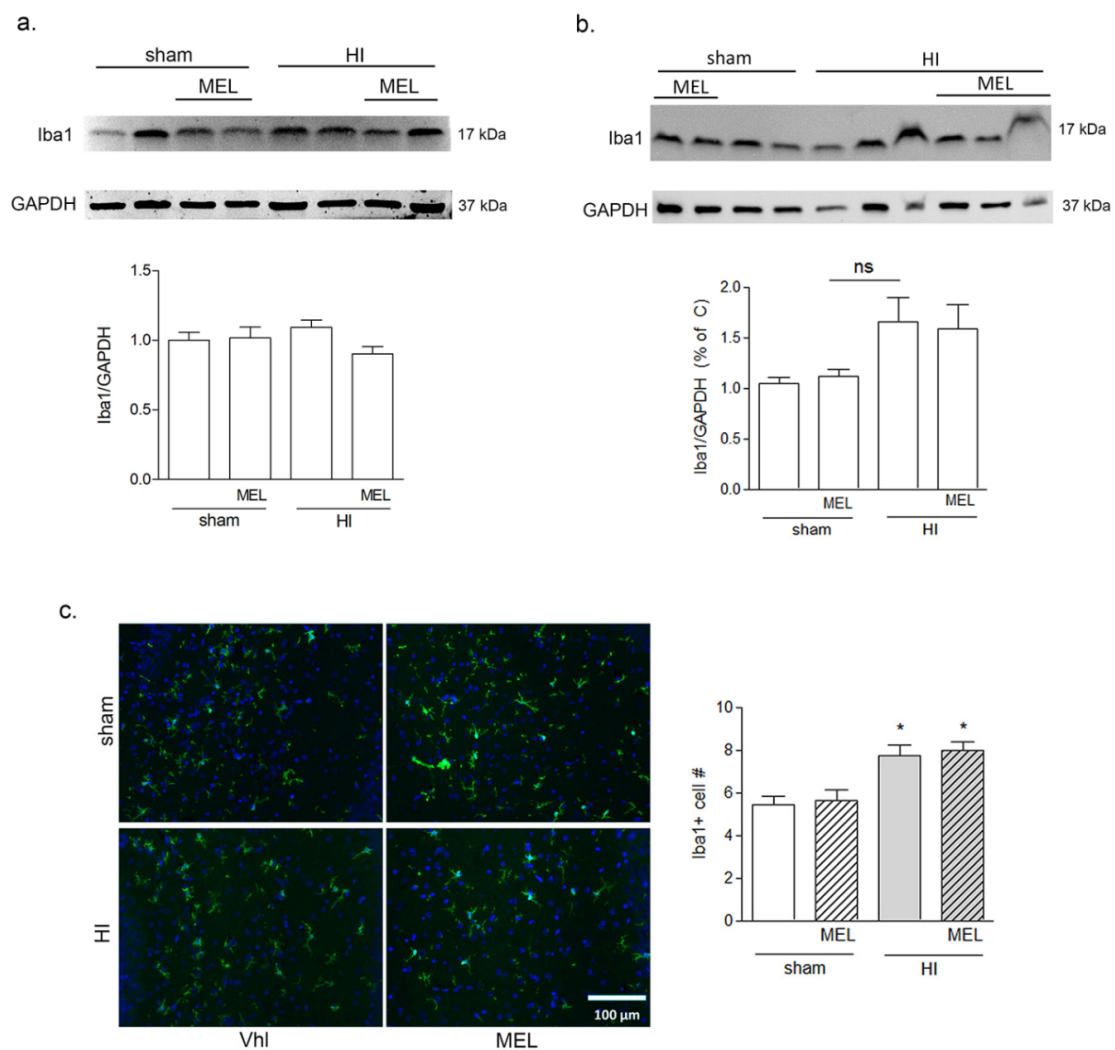 a.
sham HI
MEL MEL
Iba1 17 kDa
GAPDH 37 kDa
1.5
1.0
0.5
0.0
Iba1/GAPDH
MEL MEL
sham HI
b.
sham HI
MEL MEL
Iba1 17 kDa
GAPDH 37 kDa
ns
2.0
1.5
1.0
0.5
0.0
Iba1/GAPDH (% of C)
MEL MEL
sham HI
c.
sham
HI
100 µm
Vhl MEL
10
8
6
4
2
0
Iba1+ cell #
* *
MEL MEL
sham HI